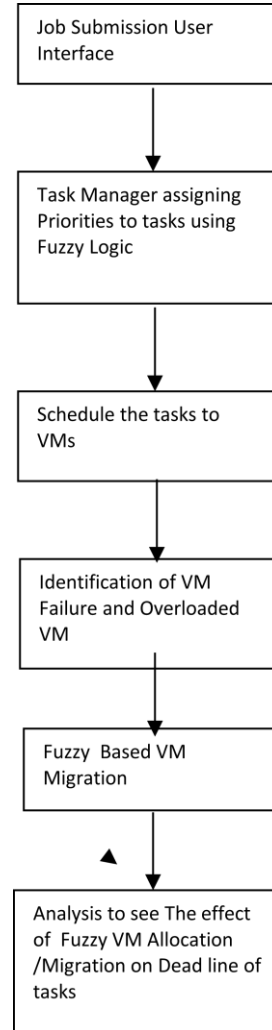 Job Submission User
Interface
Task Manager assigning
Priorities to tasks using
Fuzzy Logic
Schedule the tasks to
VMs
Identification of VM
Failure and Overloaded
VM
Fuzzy Based VM
Migration
Analysis to see The effect
of Fuzzy VM Allocation
/Migration on Dead line of
tasks